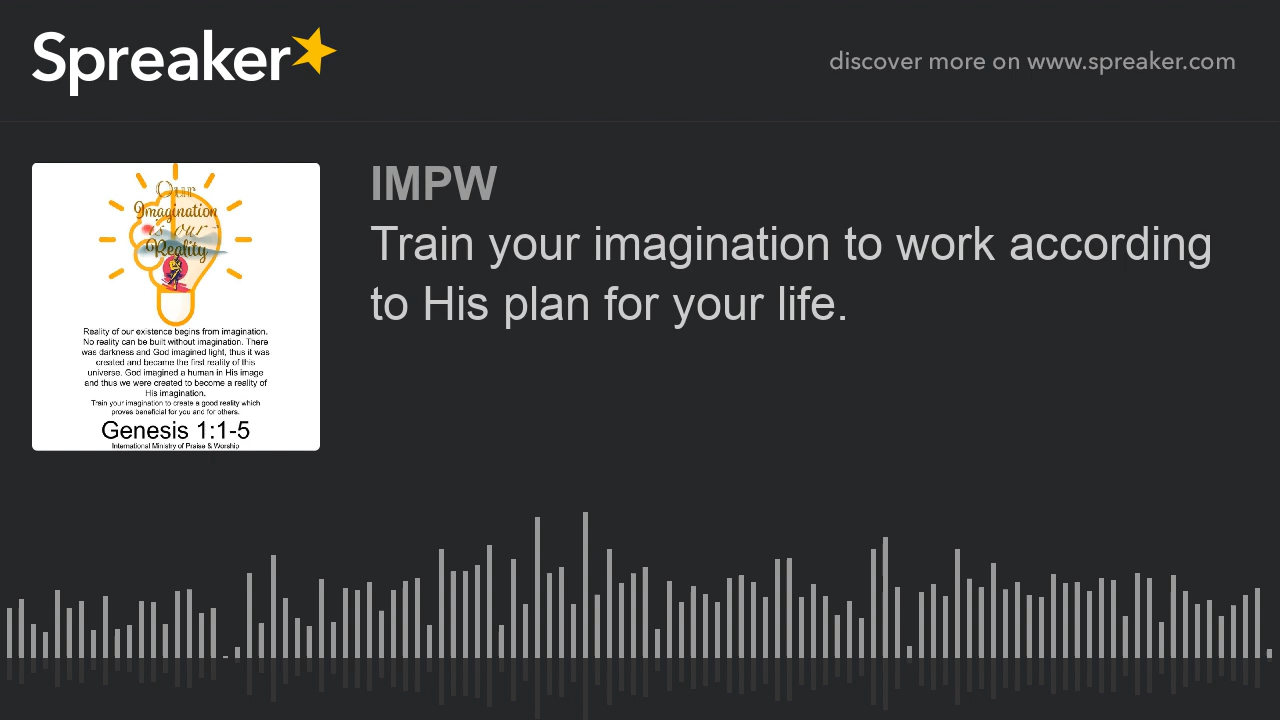 Spreaker
discover more on www.spreaker.com
IMPW
Train your imagination to work according
to His plan for your life.
Our
Imagination
is our
Reality
Reality of our existence begins from imagination.
No reality can be built without imagination. There
was darkness and God imagined light, thus it was
created and became the first reality of this
universe. God imagined a human in His image
and thus we were created to become a reality of
His imagination.
Train your imagination to create a good reality which
proves beneficial for you and for others.
Genesis 1:1-5
International Ministry of Praise & Worship